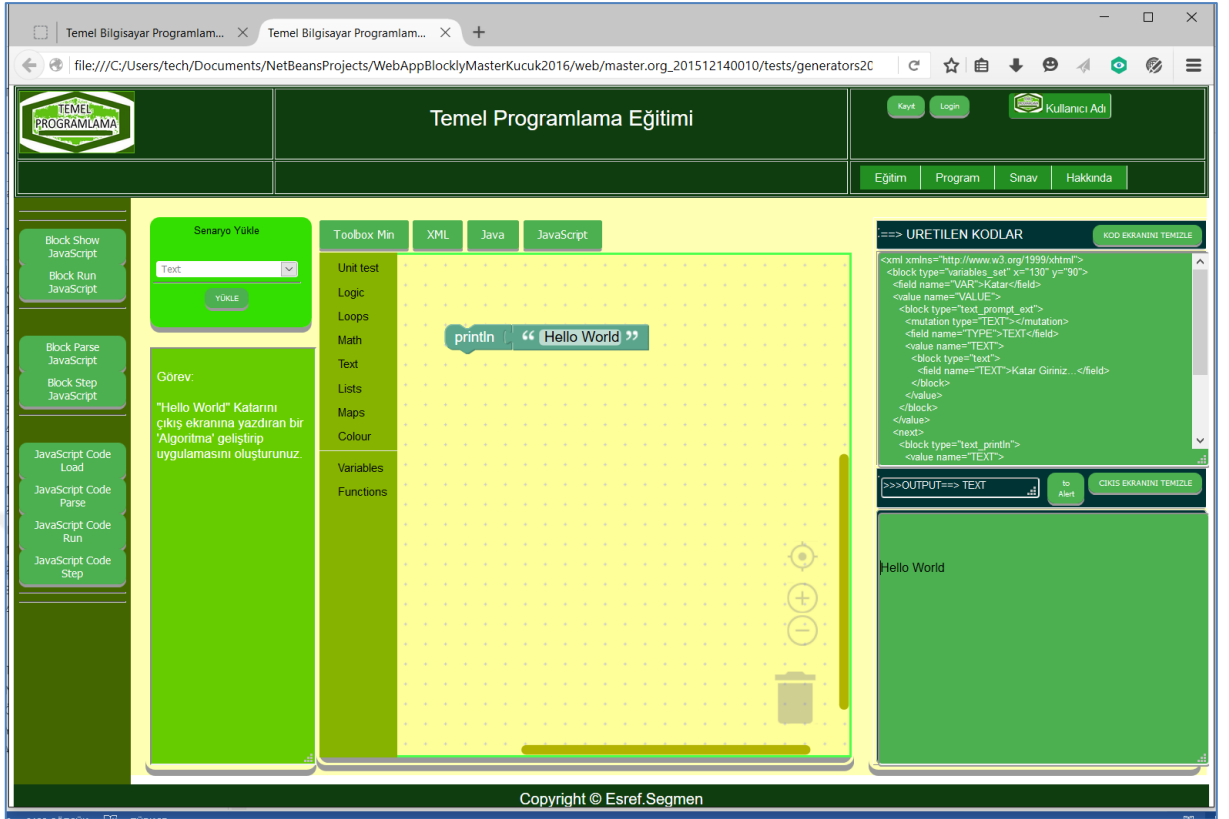 Temel Bilgisayar Programlam...
Temel Bilgisayar Programlam...
file:///C:/Users/tech/Documents/NetBeansProjects/WebAppBlocklyMasterKucuk2016/web/master.org_201512140010/tests/generators20
TEMEL
PROGRAMLAMA
Temel Programlama Eğitimi
Kayıt
Login
Kullanıcı Adı
Eğitim
Program
Sınav
Hakkında
Block Show
JavaScript
Block Run
JavaScript
Block Parse
JavaScript
Block Step
JavaScript
JavaScript Code
Load
JavaScript Code
Parse
JavaScript Code
Run
JavaScript Code
Step
Senaryo Yükle
Text
YÜKLE
Görev:
"Hello World" Katarını
çıkış ekranına yazdıran bir
'Algoritma' geliştirip
uygulamasını oluşturunuz.
Toolbox Min
XML
Java
JavaScript
Unit test
Logic
Loops
Math
Text
Lists
Maps
Colour
Variables
Functions
println “ Hello World ”
:==> URETILEN KODLAR
KOD EKRANINI TEMIZLE
<xml xmlns="http://www.w3.org/1999/xhtml">
<block type="variables_set" x="130" y="90">
<field name="VAR">Katar</field>
<value name="VALUE">
<block type="text_prompt_ext">
<mutation type="TEXT"></mutation>
<field name="TYPE">TEXT</field>
<value name="TEXT">
<block type="text">
<field name="TEXT">Katar Giriniz...</field>
</block>
</value>
</block>
</value>
<next>
<block type="text_println">
<value name="TEXT">
>>>OUTPUT==> TEXT
to
Alert
CIKIS EKRANINI TEMIZLE
Hello World
Copyright © Esref.Segmen